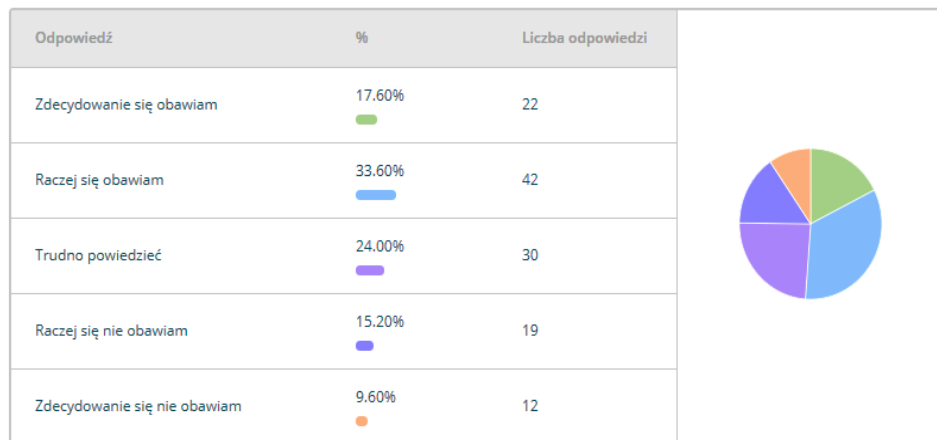 Odpowiedź % Liczba odpowiedzi
Zdecydowanie się obawiam 17.60% 22
Raczej się obawiam 33.60% 42
Trudno powiedzieć 24.00% 30
Raczej się nie obawiam 15.20% 19
Zdecydowanie się nie obawiam 9.60% 12